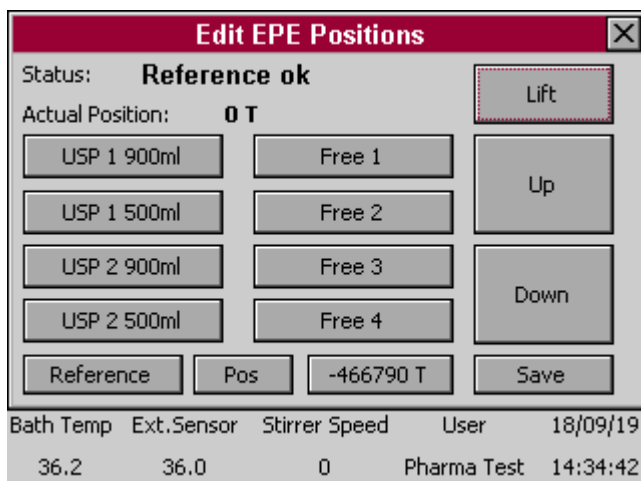 Edit EPE Positions
Status: Reference ok
Lift
Actual Position: 0 T
USP 1 900ml Free 1
Up
USP 1 500ml Free 2
USP 2 900ml Free 3
Down
USP 2 500ml Free 4
Reference Pos -466790 T Save
Bath Temp Ext.Sensor Stirrer Speed User 18/09/19
36.2 36.0 0 Pharma Test 14:34:42